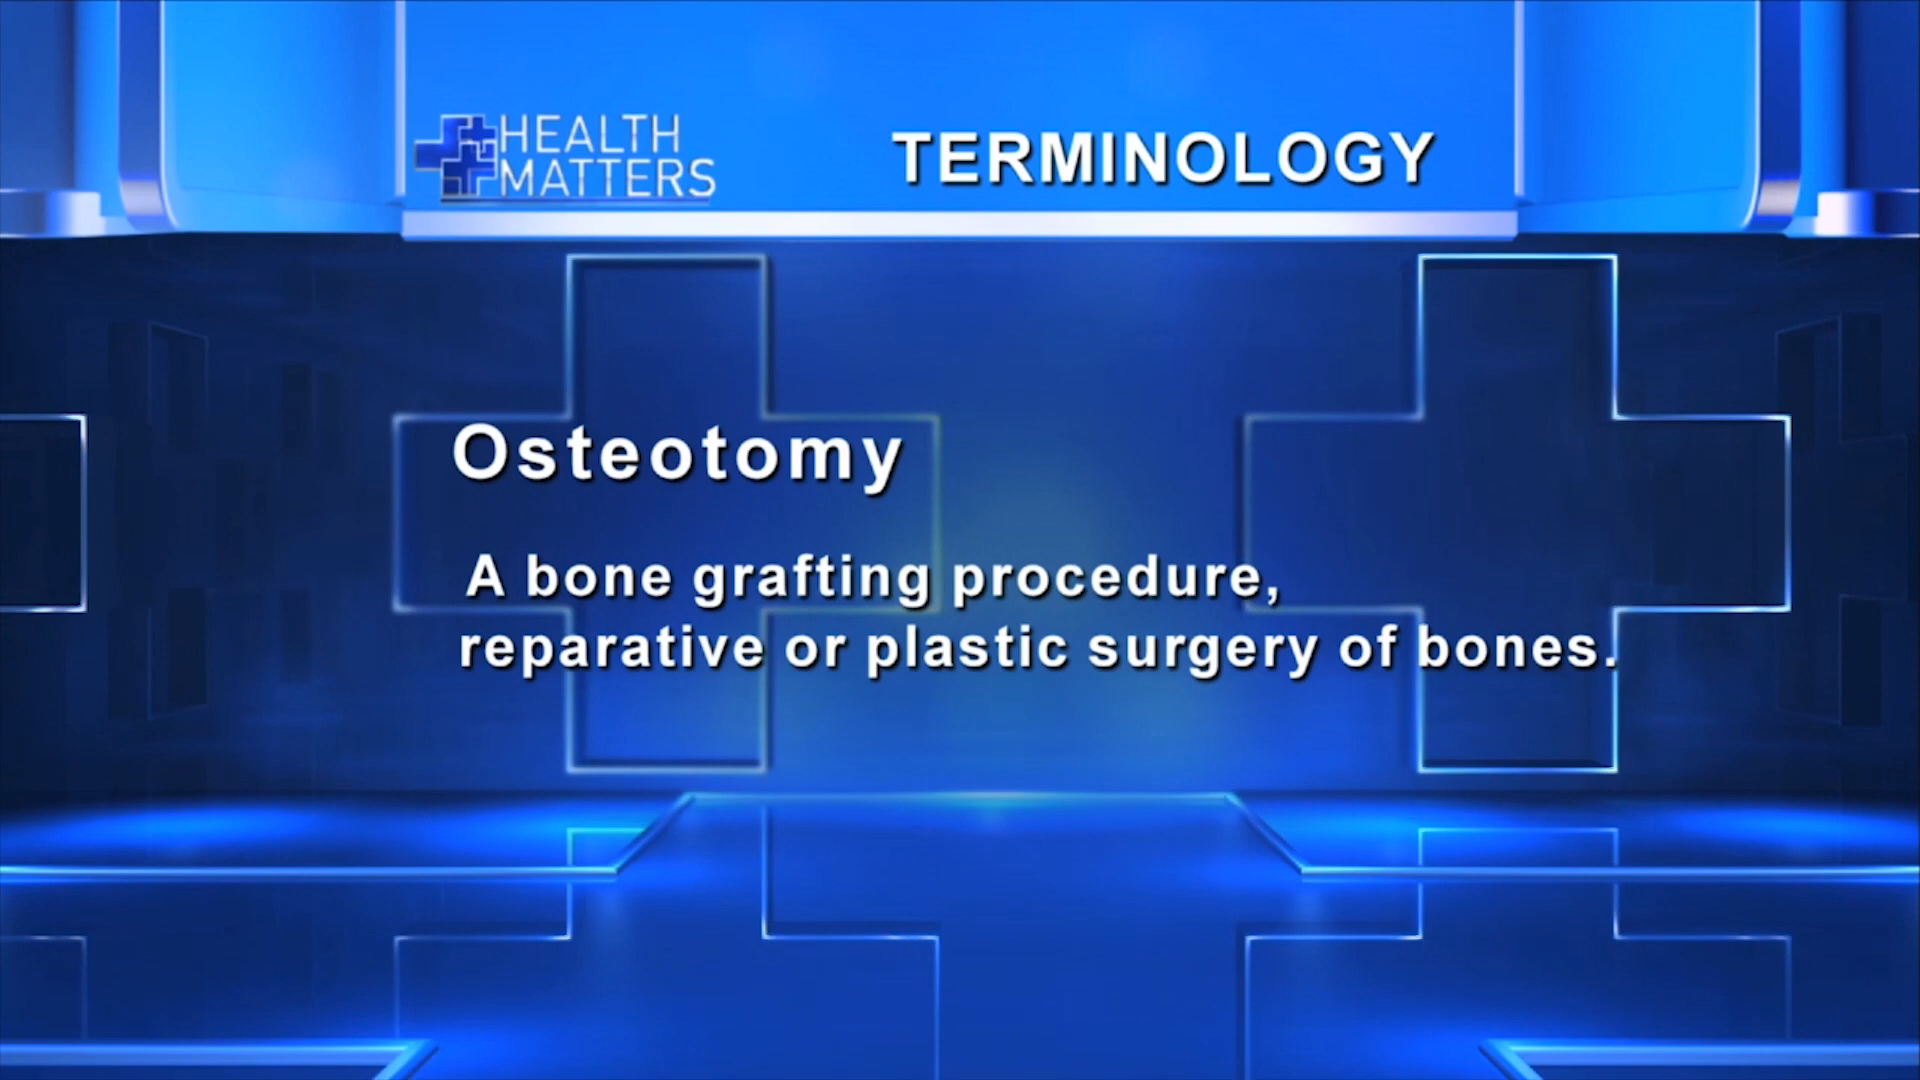 HEALTH
MATTERS
TERMINOLOGY
Osteotomy
A bone grafting procedure,
reparative or plastic surgery of bones.